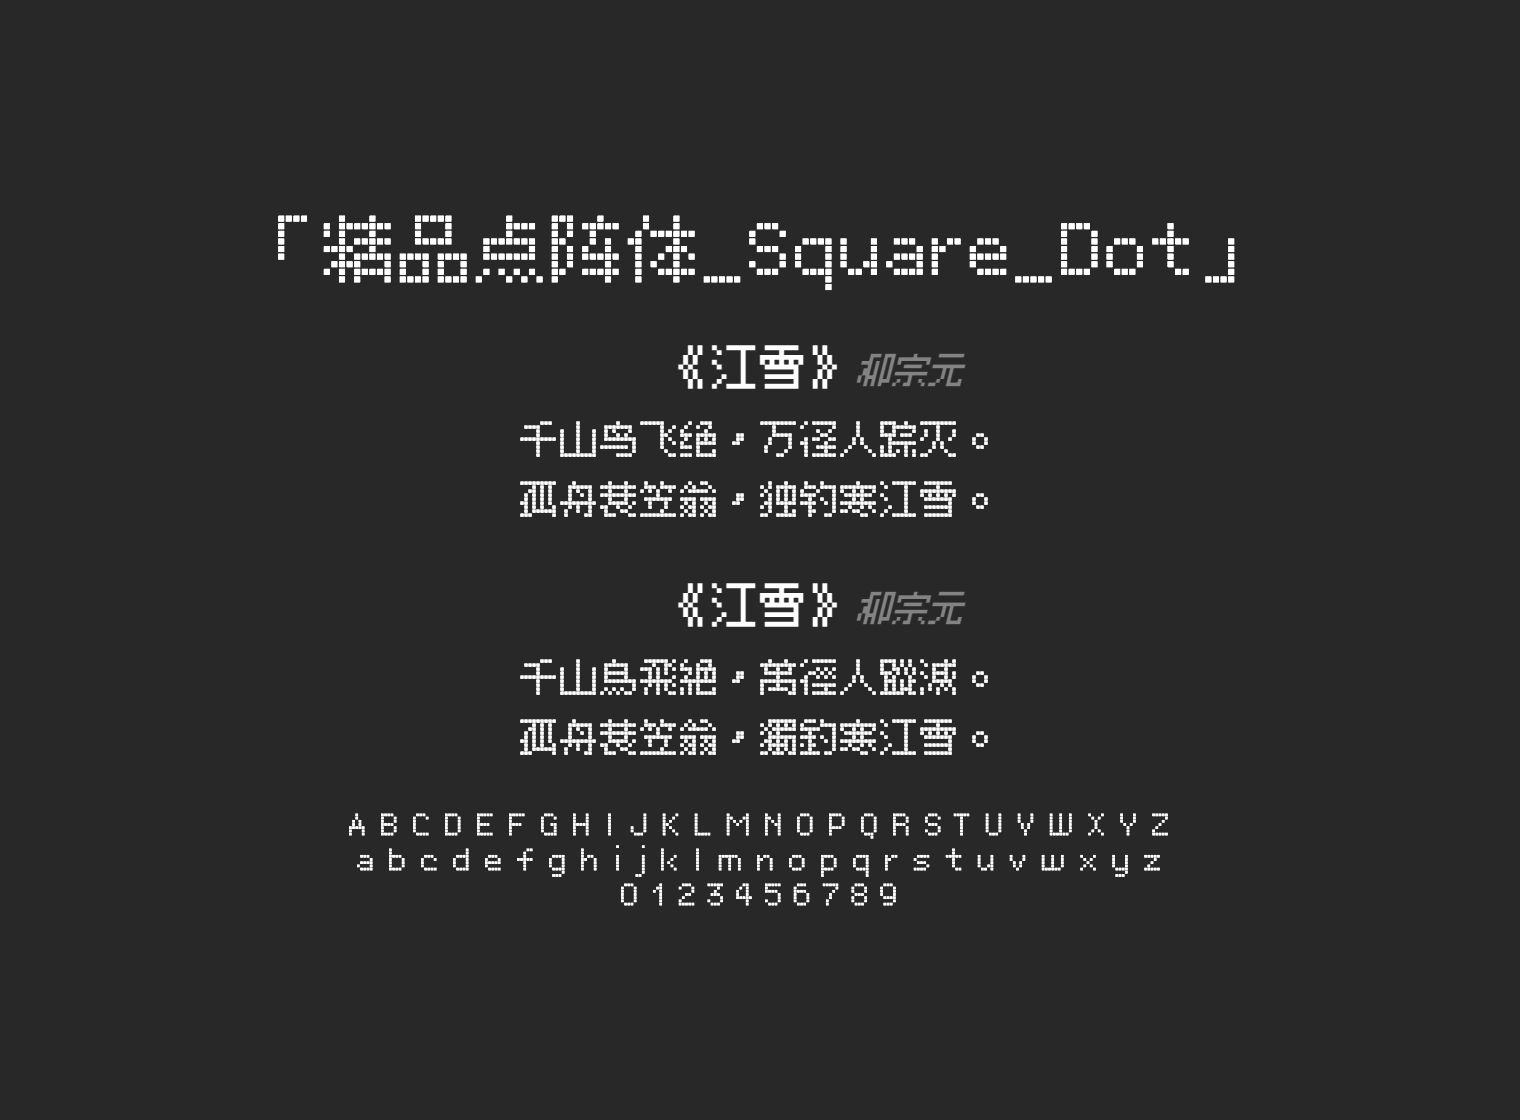 「精品点阵体_Square_Dot」
《江雪》柳宗元
千山鸟飞绝，万径人踪灭。
孤舟蓑笠翁，独钓寒江雪。
《江雪》柳宗元
千山鳥飛絕，萬徑人蹤滅。
孤舟蓑笠翁，獨釣寒江雪。
A B C D E F G H I J K L M N O P Q R S T U V W X Y Z
a b c d e f g h i j k l m n o p q r s t u v w x y z
0 1 2 3 4 5 6 7 8 9